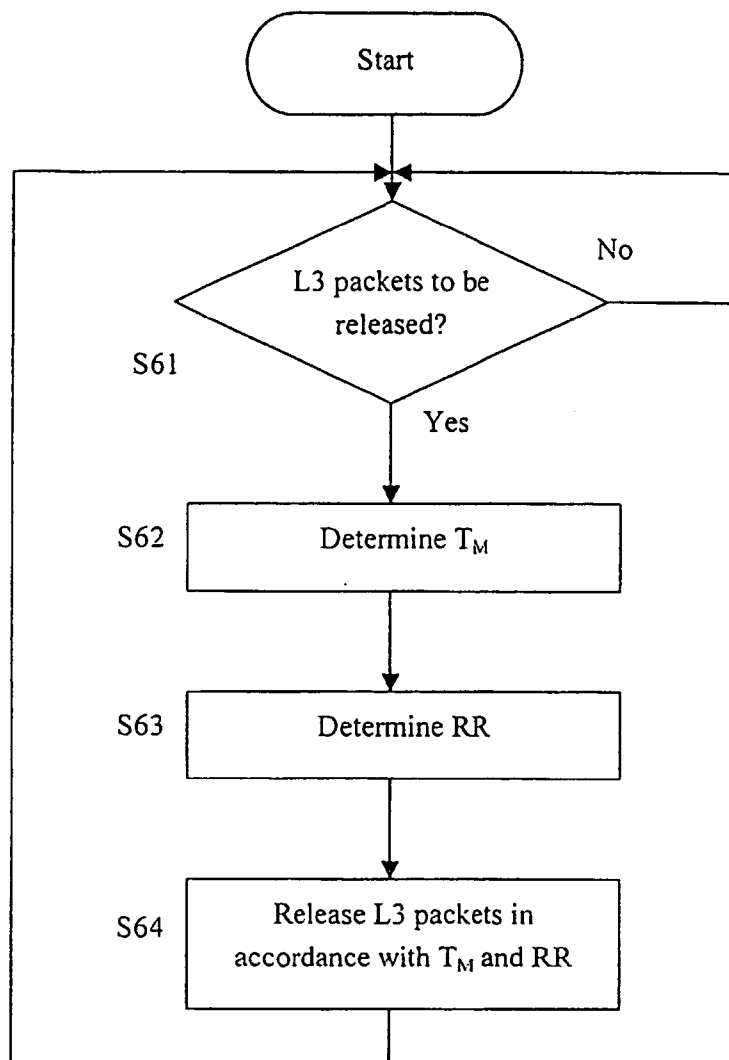 Start
No
L3 packets to be
released?
S61
Yes
S62
Determine T_M
S63
Determine RR
S64
Release L3 packets in
accordance with T_M and RR